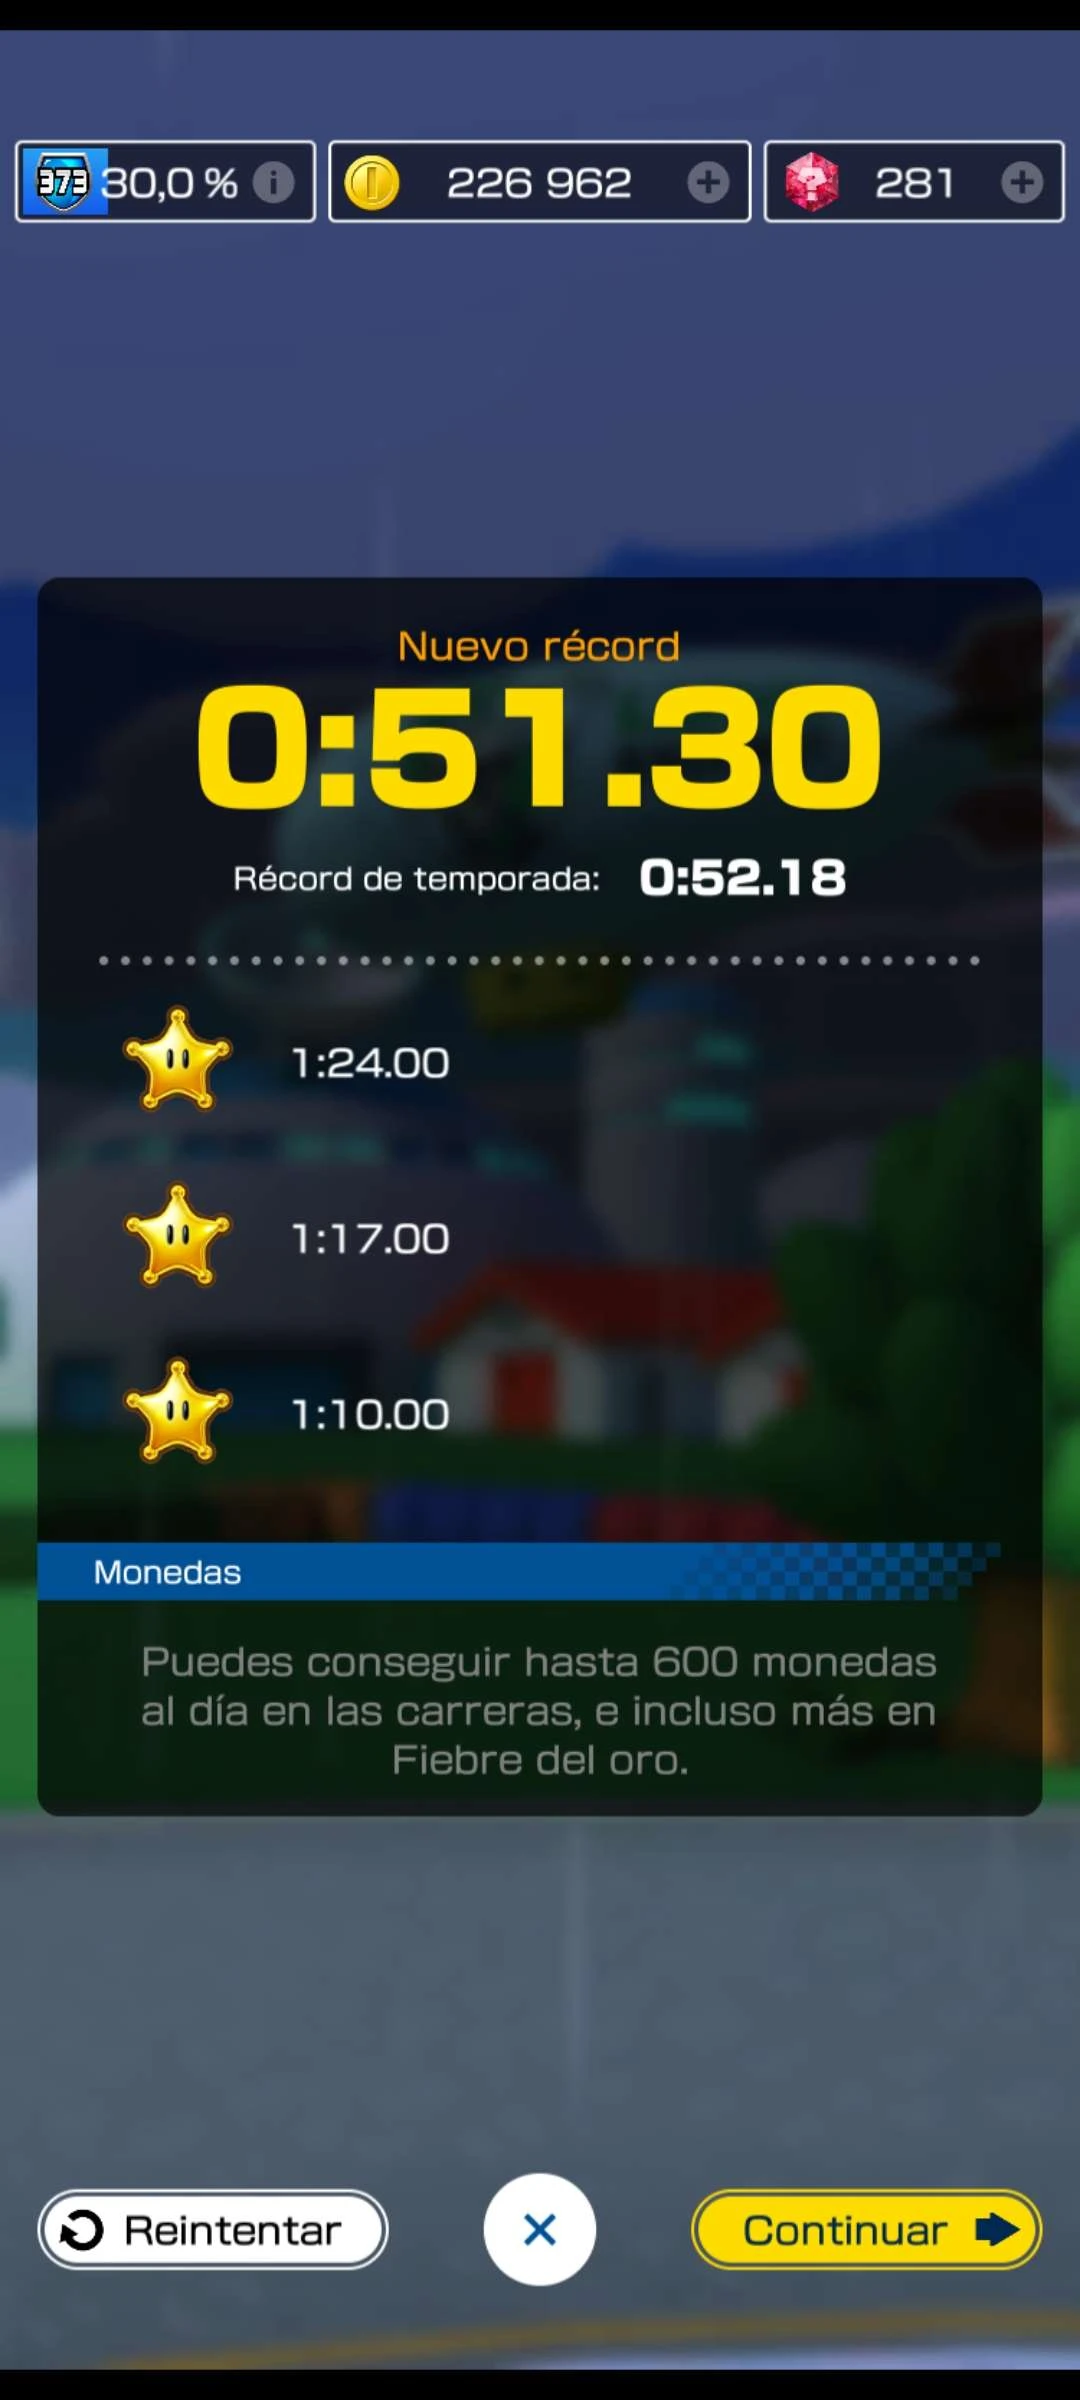 373 30,0 % i 226 962 + 281 +
Nuevo récord
0:51.30
Récord de temporada: 0:52.18
1:24.00
1:17.00
1:10.00
Monedas
Puedes conseguir hasta 600 monedas
al día en las carreras, e incluso más en
Fiebre del oro.
Reintentar
Continuar